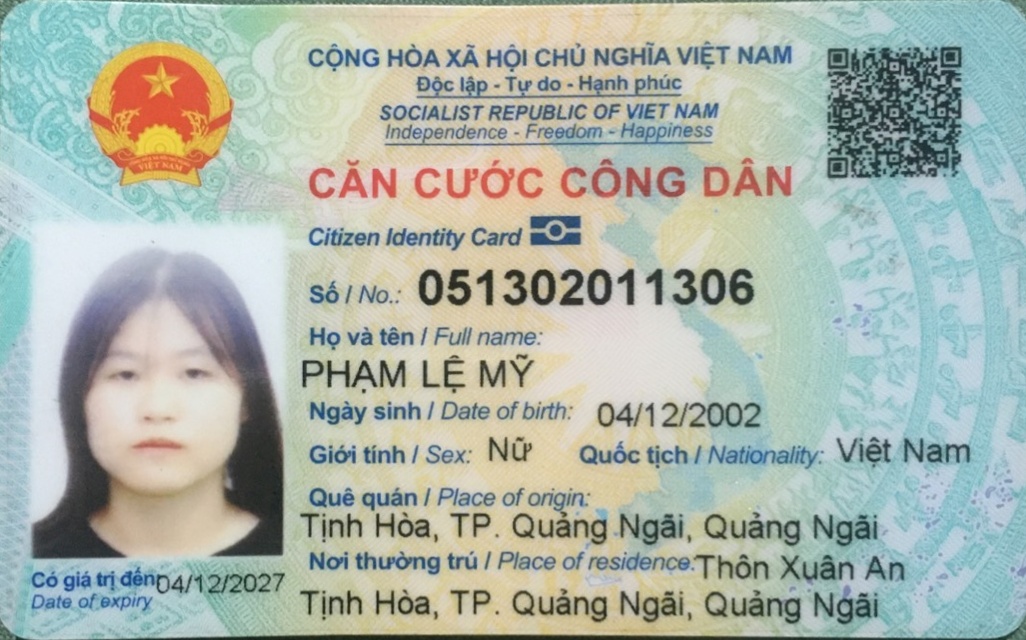 CỘNG HÒA XÃ HỘI CHỦ NGHĨA VIỆT NAM
Độc lập - Tự do - Hạnh phúc
SOCIALIST REPUBLIC OF VIET NAM
Independence - Freedom - Happiness
CĂN CƯỚC CÔNG DÂN
Citizen Identity Card
Số / No.: 051302011306
Họ và tên / Full name:
PHẠM LỆ MỸ
Ngày sinh / Date of birth: 04/12/2002
Giới tính / Sex: Nữ Quốc tịch / Nationality: Việt Nam
Quê quán / Place of origin:
Tịnh Hòa, TP. Quảng Ngãi, Quảng Ngãi
Nơi thường trú / Place of residence: Thôn Xuân An
Tịnh Hòa, TP. Quảng Ngãi, Quảng Ngãi
Có giá trị đến: 04/12/2027
Date of expiry
VIỆT NAM